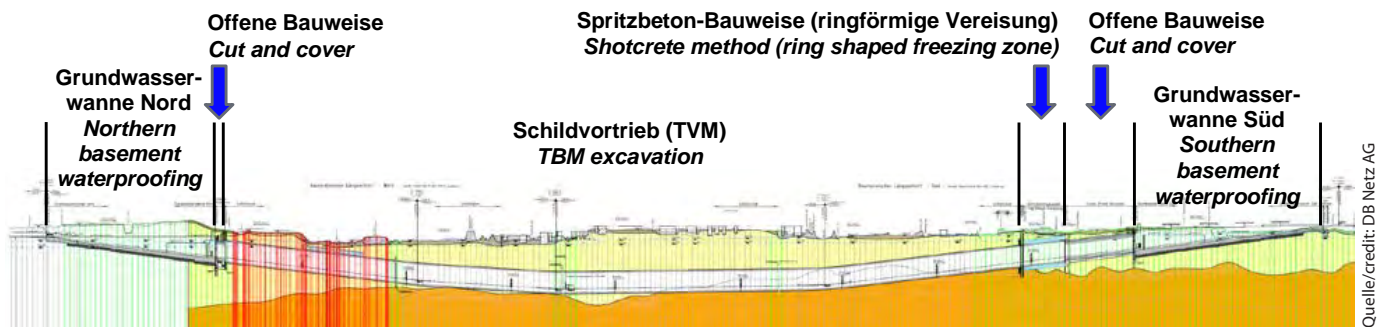 Offene Bauweise
Cut and cover
Spritzbeton-Bauweise (ringförmige Vereisung)
Shotcrete method (ring shaped freezing zone)
Offene Bauweise
Cut and cover
Grundwasser-
wanne Nord
Northern
basement
waterproofing
Schildvortrieb (TVM)
TBM excavation
Grundwasser-
wanne Süd
Southern
basement
waterproofing
Quelle/credit: DB Netz AG